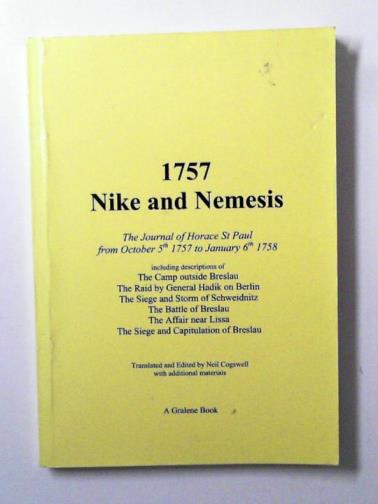 1757
Nike and Nemesis
The Journal of Horace St Paul
from October 5th 1757 to January 6th 1758
including descriptions of
The Camp outside Breslau
The Raid by General Hadik on Berlin
The Siege and Storm of Schweidnitz
The Battle of Breslau
The Affair near Lissa
The Siege and Capitulation of Breslau
Translated and Edited by Neil Cogswell
with additional materials
A Gralene Book